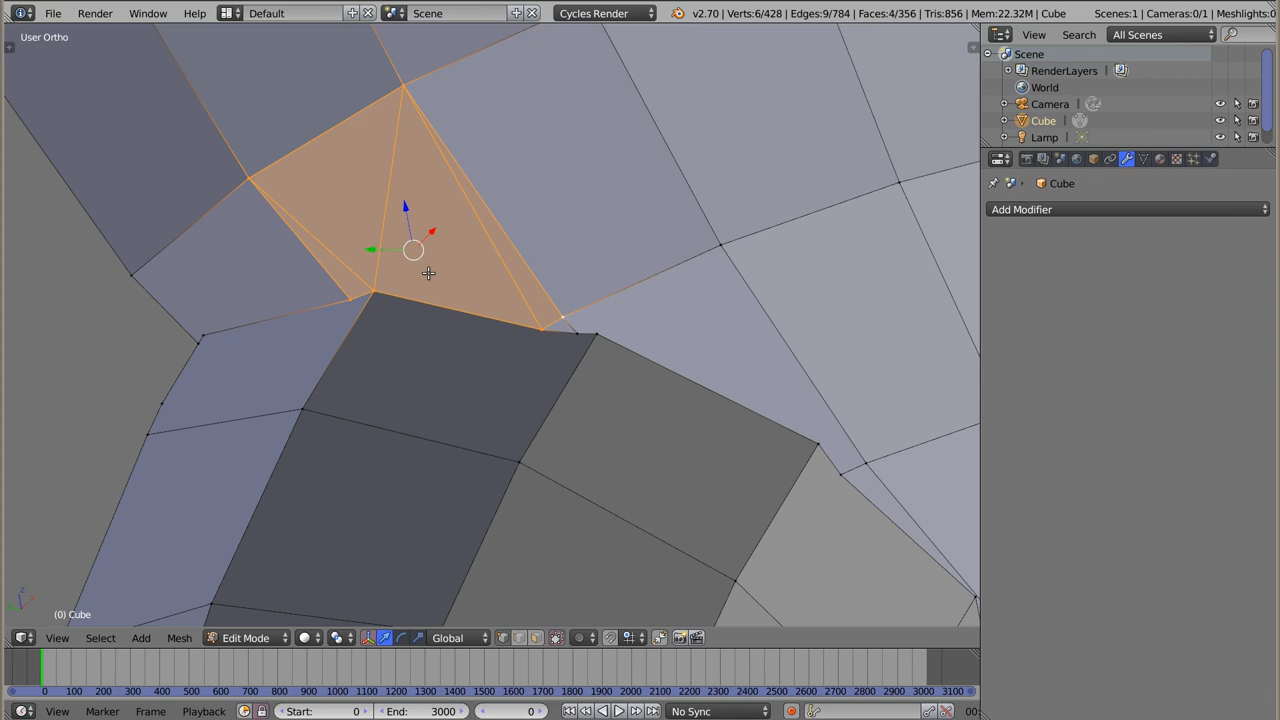 File Render Window Help Default Scene Cycles Render v2.70 | Verts:6/428 | Edges:9/784 | Faces:4/356 | Tris:856 | Mem:22.32M | Cube Scenes:1 | Cameras:0/1 | Meshlights:0
User Ortho
View Search All Scenes
Scene
RenderLayers
World
Camera
Cube
Lamp
Cube
Add Modifier
z
x
(0) Cube
View Select Add Mesh Edit Mode Global
0 100 200 300 400 500 600 700 800 900 1000 1100 1200 1300 1400 1500 1600 1700 1800 1900 2000 2100 2200 2300 2400 2500 2600 2700 2800 2900 3000 3100
View Marker Frame Playback Start: 0 End: 3000 0 No Sync 00: